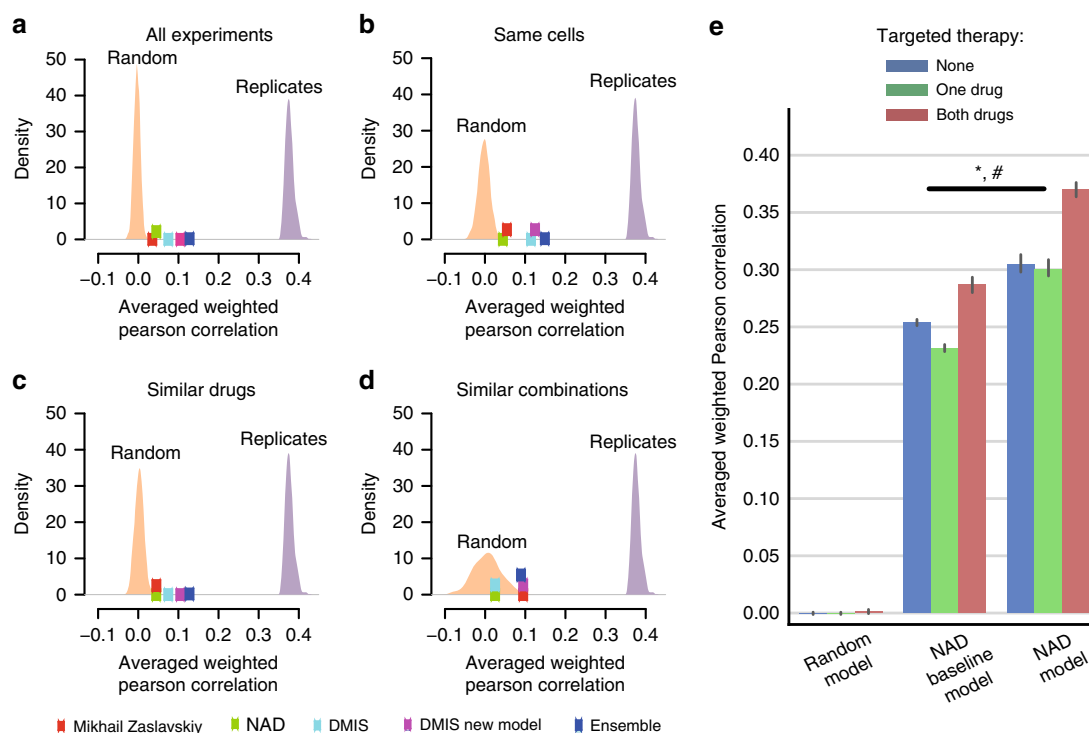 a
All experiments
Random
Replicates
Density
50
40
30
20
10
0
−0.1 0.0 0.1 0.2 0.3 0.4
Averaged weighted
pearson correlation
b
Same cells
Random
Replicates
Density
50
40
30
20
10
0
−0.1 0.0 0.1 0.2 0.3 0.4
Averaged weighted
pearson correlation
c
Similar drugs
Random
Replicates
Density
50
40
30
20
10
0
−0.1 0.0 0.1 0.2 0.3 0.4
Averaged weighted
pearson correlation
d
Similar combinations
Random
Replicates
Density
50
40
30
20
10
0
−0.1 0.0 0.1 0.2 0.3 0.4
Averaged weighted
pearson correlation
Mikhail Zaslavskiy NAD DMIS DMIS new model Ensemble
e
Targeted therapy:
None
One drug
Both drugs
*, #
Averaged weighted Pearson correlation
0.40
0.35
0.30
0.25
0.20
0.15
0.10
0.05
0.00
Random
model
NAD
baseline
model
NAD
model